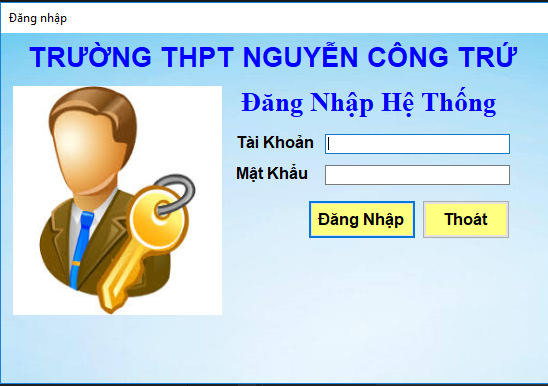 Đăng nhập
TRƯỜNG THPT NGUYỄN CÔNG TRỨ
Đăng Nhập Hệ Thống
Tài Khoản
Mật Khẩu
Đăng Nhập Thoát